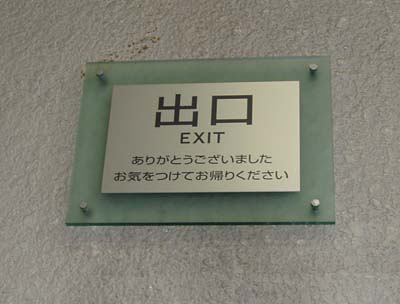 出口
EXIT
ありがとうございました
お気をつけてお帰りください